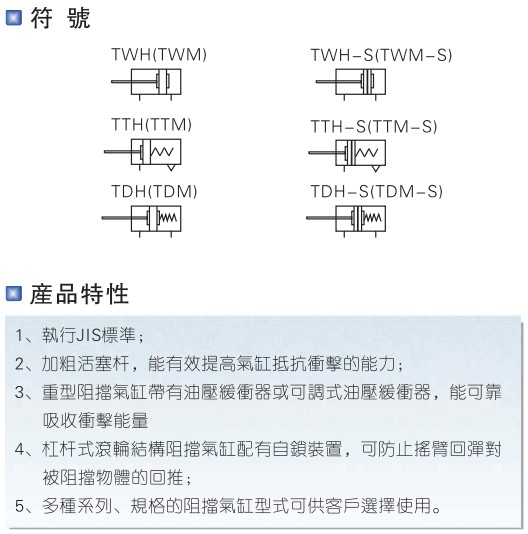 符 號
TWH(TWM)
TWH-S(TWM-S)
TTH(TTM)
TTH-S(TTM-S)
TDH(TDM)
TDH-S(TDM-S)
産品特性
1、執行JIS標準；
2、加粗活塞杆，能有效提高氣缸抵抗衝擊的能力；
3、重型阻擋氣缸帶有油壓緩衝器或可調式油壓緩衝器，能可靠
吸收衝擊能量
4、杠杆式滾輪結構阻擋氣缸配有自鎖裝置，可防止搖臂回彈對
被阻擋物體的回推；
5、多種系列、規格的阻擋氣缸型式可供客戶選擇使用。